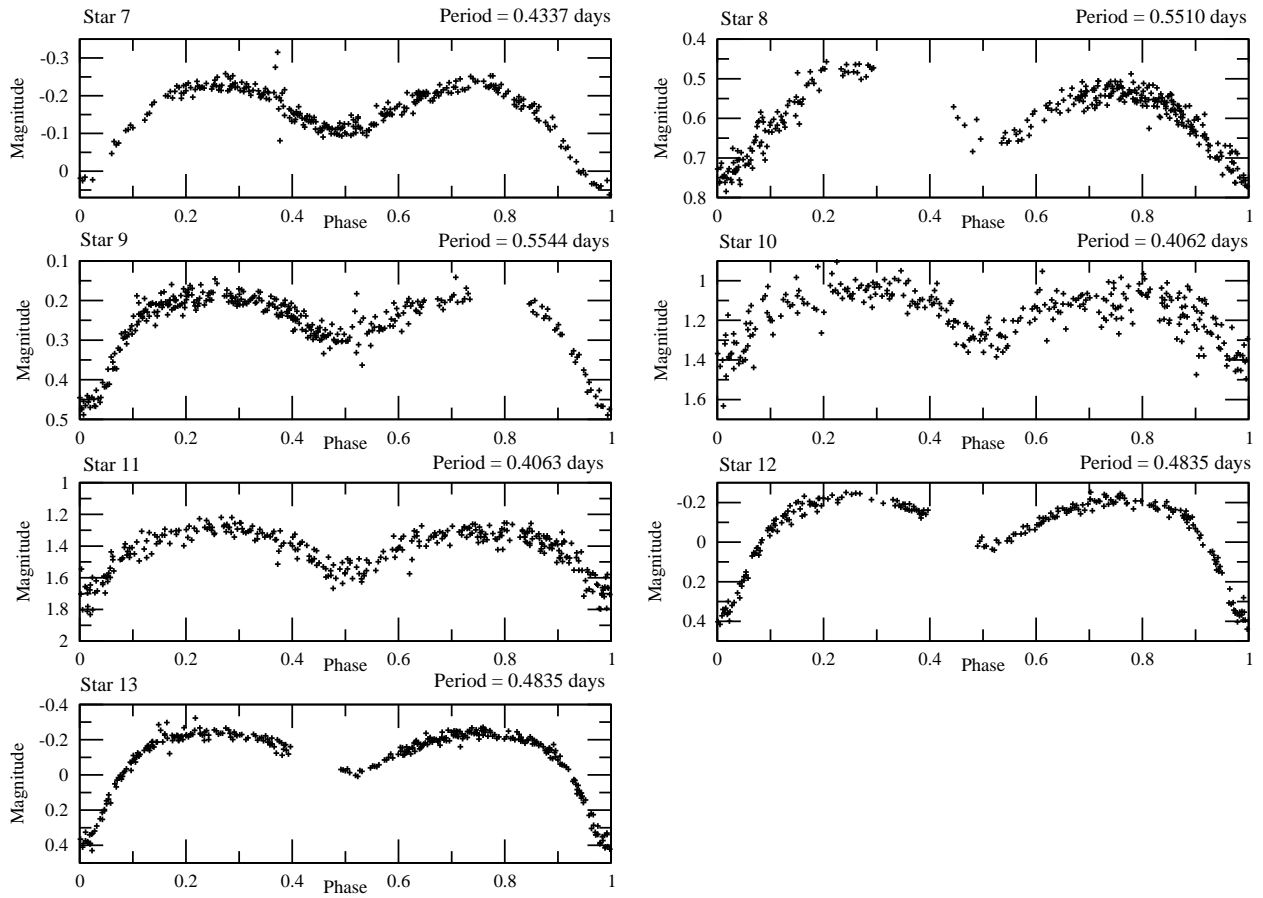 Star 7 Period = 0.4337 days
-0.3
-0.2
-0.1
0
Magnitude
0 0.2 0.4 0.6 0.8 1
Phase
Star 8 Period = 0.5510 days
0.4
0.5
0.6
0.7
0.8
Magnitude
0 0.2 0.4 0.6 0.8 1
Phase
Star 9 Period = 0.5544 days
0.1
0.2
0.3
0.4
0.5
Magnitude
0 0.2 0.4 0.6 0.8 1
Phase
Star 10 Period = 0.4062 days
1
1.2
1.4
1.6
Magnitude
0 0.2 0.4 0.6 0.8 1
Phase
Star 11 Period = 0.4063 days
1
1.2
1.4
1.6
1.8
2
Magnitude
0 0.2 0.4 0.6 0.8 1
Phase
Star 12 Period = 0.4835 days
-0.2
0
0.2
0.4
Magnitude
0 0.2 0.4 0.6 0.8 1
Phase
Star 13 Period = 0.4835 days
-0.4
-0.2
0
0.2
0.4
Magnitude
0 0.2 0.4 0.6 0.8 1
Phase